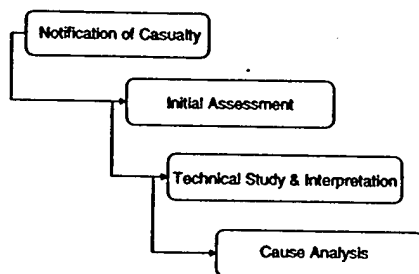 Notification of Casualty
Initial Assessment
Technical Study & Interpretation
Cause Analysis